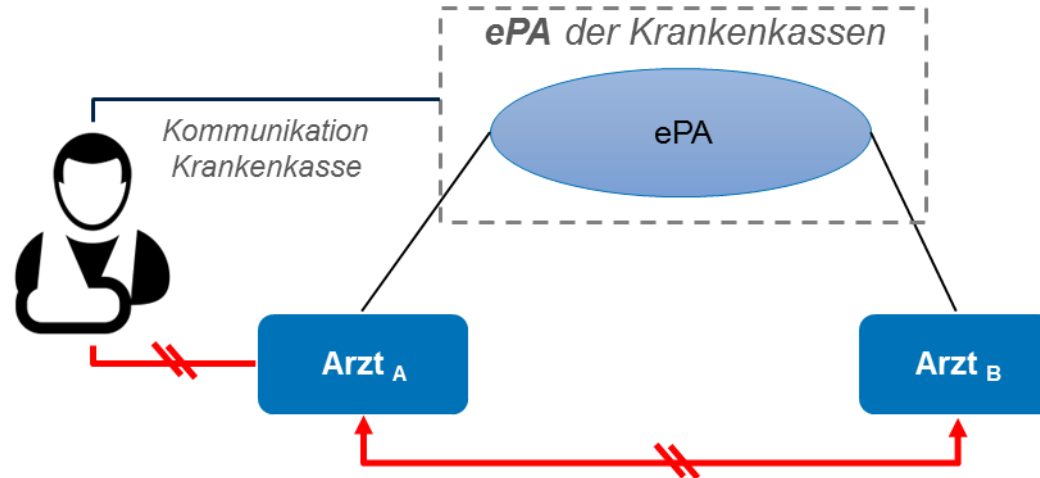 ePA der Krankenkassen
Kommunikation
Krankenkasse
ePA
Arzt A
Arzt B